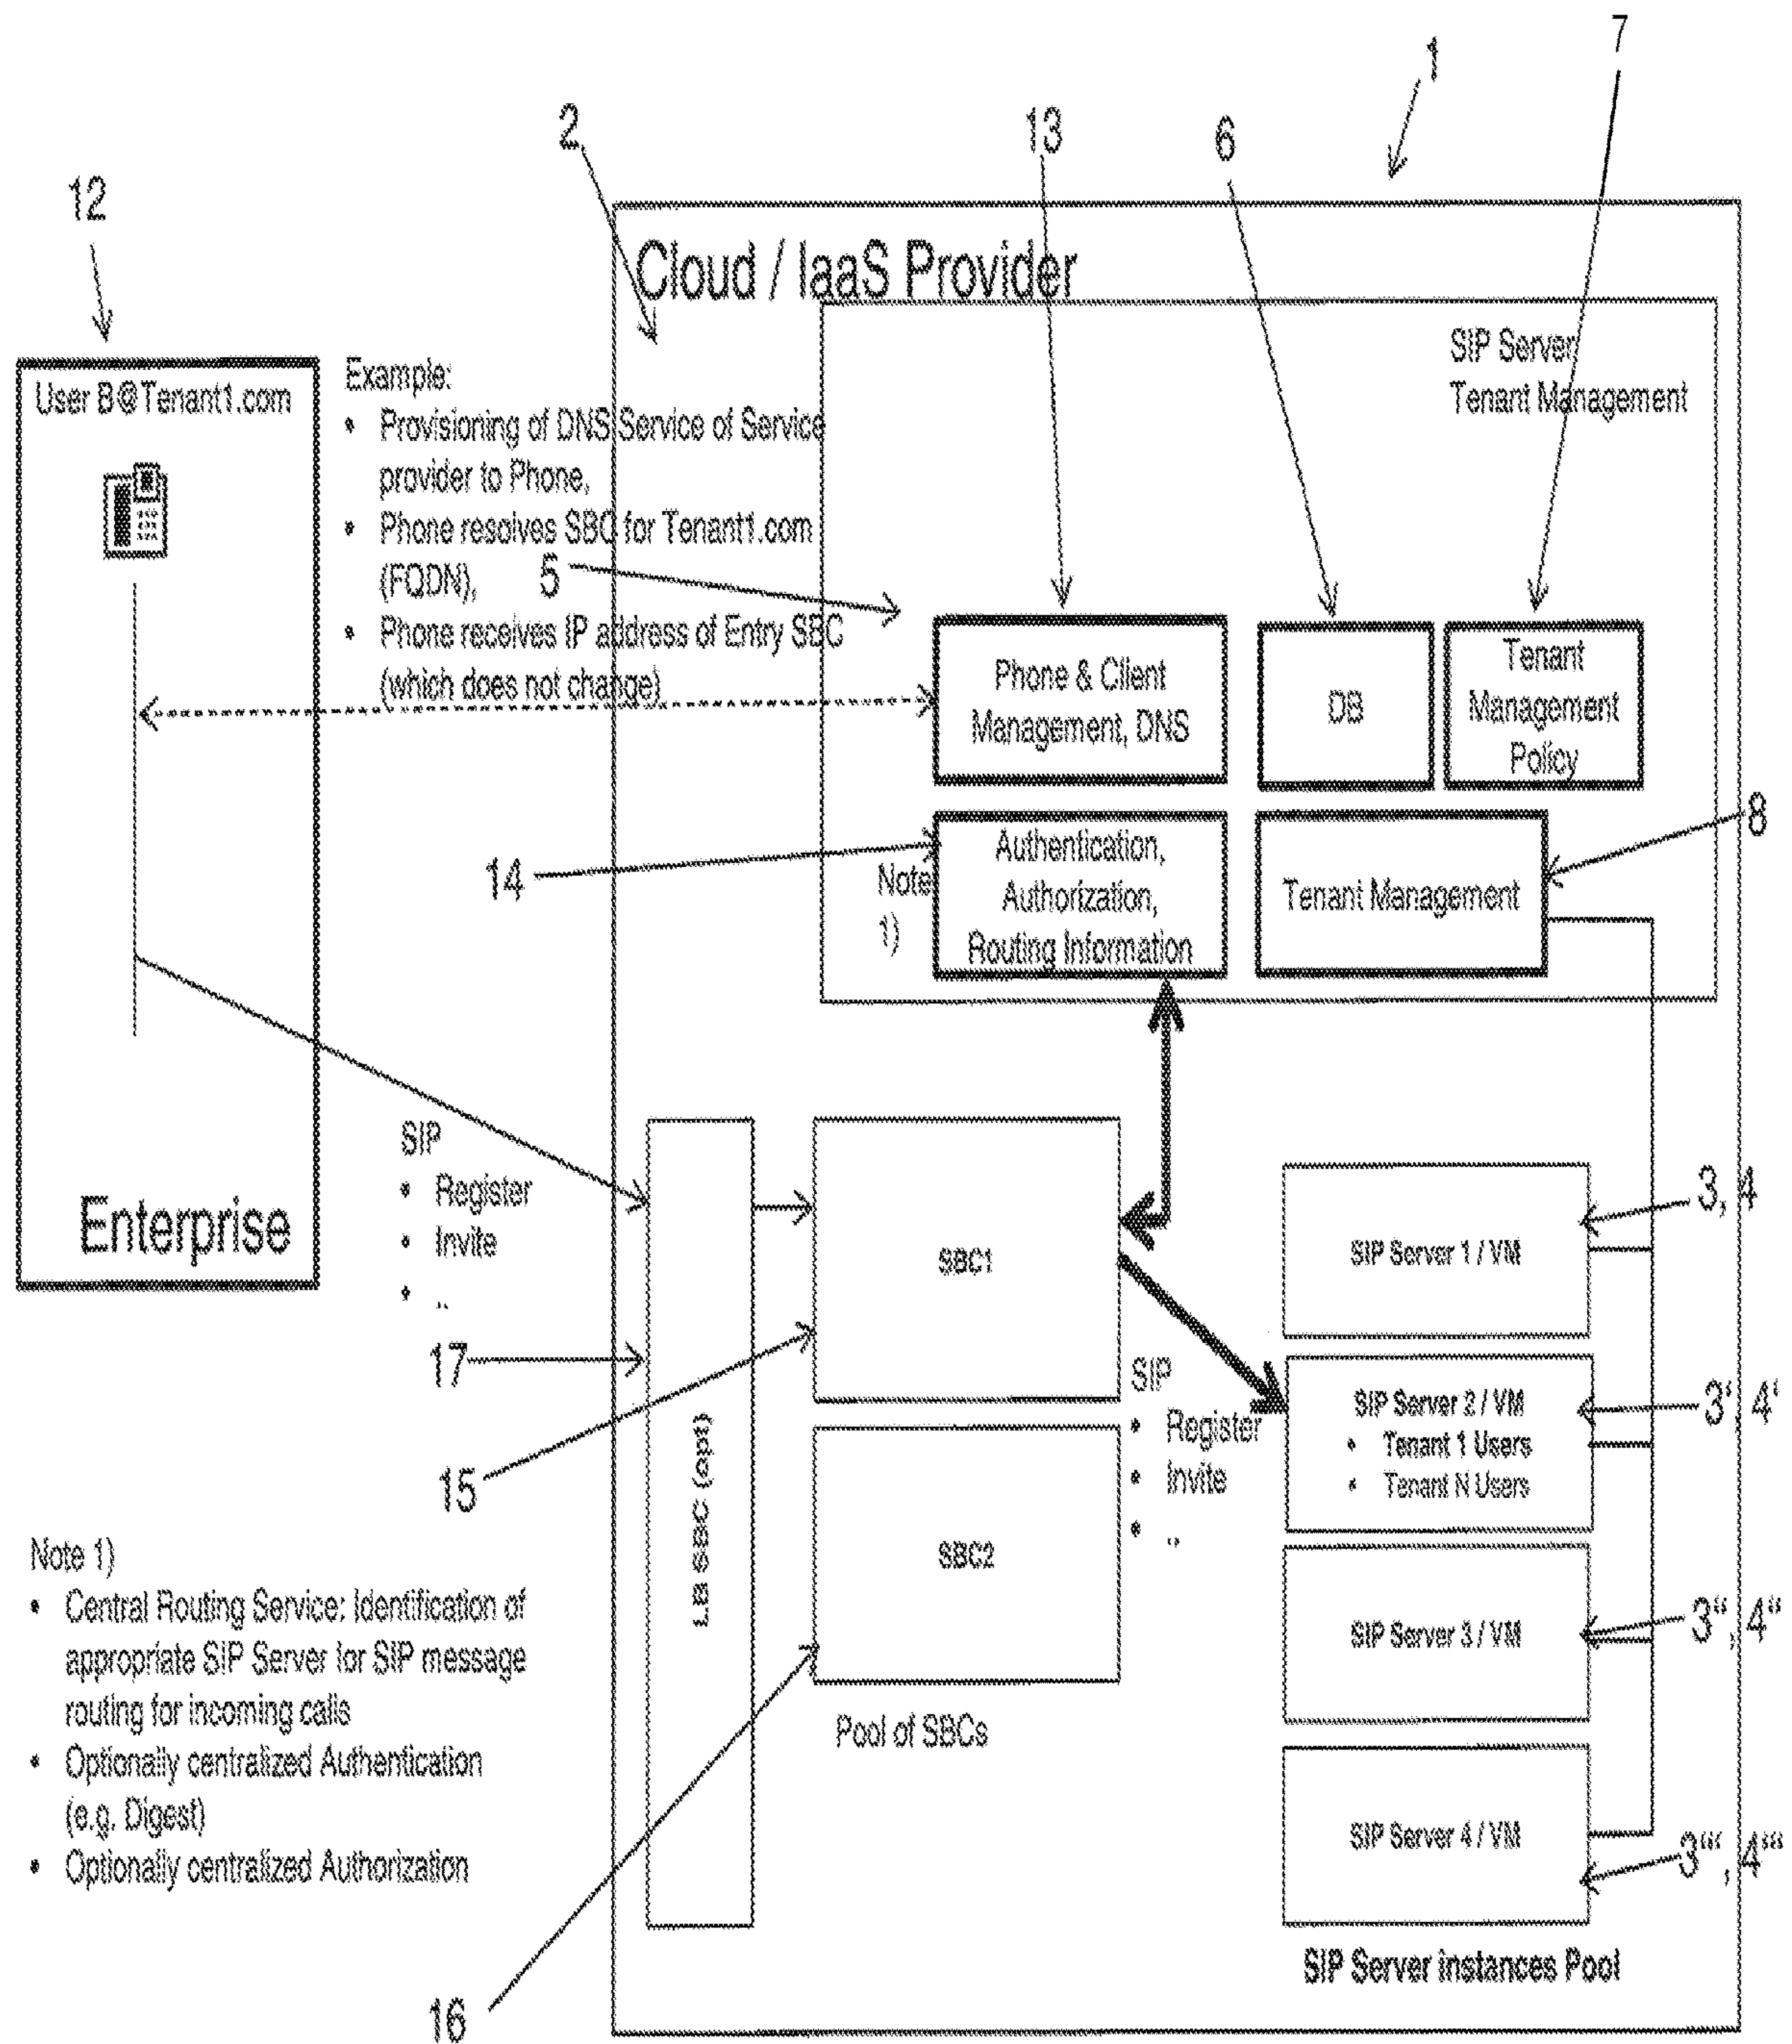 7
1
13
2
6
12
Cloud / IaaS Provider
SIP Server
Tenant Management
User B@Tenant1.com
Example:
• Provisioning of DNS Service of Service
provider to Phone,
• Phone resolves SBC for Tenant1.com
(FQDN),
5
• Phone receives IP address of Entry SBC
(which does not change)
Phone & Client
Management, DNS
DB
Tenant
Management
Policy
8
14
Note
1)
Authentication,
Authorization,
Routing Information
Tenant Management
SIP
• Register
• Invite
• ..
Enterprise
17
LB SBC (opt)
SBC1
15
SBC2
Pool of SBCs
16
SIP
• Register
• Invite
• ..
SIP Server 1 / VM
3, 4
SIP Server 2 / VM
• Tenant 1 Users
• Tenant N Users
3', 4'
SIP Server 3 / VM
3", 4"
SIP Server 4 / VM
3"', 4"'
SIP Server instances Pool
Note 1)
• Central Routing Service: Identification of
appropriate SIP Server for SIP message
routing for incoming calls
• Optionally centralized Authentication
(e.g. Digest)
• Optionally centralized Authorization